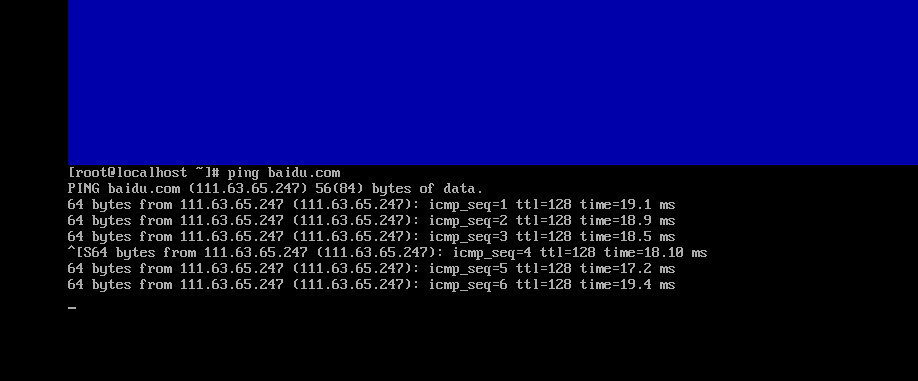 [root@localhost ~]# ping baidu.com
PING baidu.com (111.63.65.247) 56(84) bytes of data.
64 bytes from 111.63.65.247 (111.63.65.247): icmp_seq=1 ttl=128 time=19.1 ms
64 bytes from 111.63.65.247 (111.63.65.247): icmp_seq=2 ttl=128 time=18.9 ms
64 bytes from 111.63.65.247 (111.63.65.247): icmp_seq=3 ttl=128 time=18.5 ms
^[S64 bytes from 111.63.65.247 (111.63.65.247): icmp_seq=4 ttl=128 time=18.10 ms
64 bytes from 111.63.65.247 (111.63.65.247): icmp_seq=5 ttl=128 time=17.2 ms
64 bytes from 111.63.65.247 (111.63.65.247): icmp_seq=6 ttl=128 time=19.4 ms